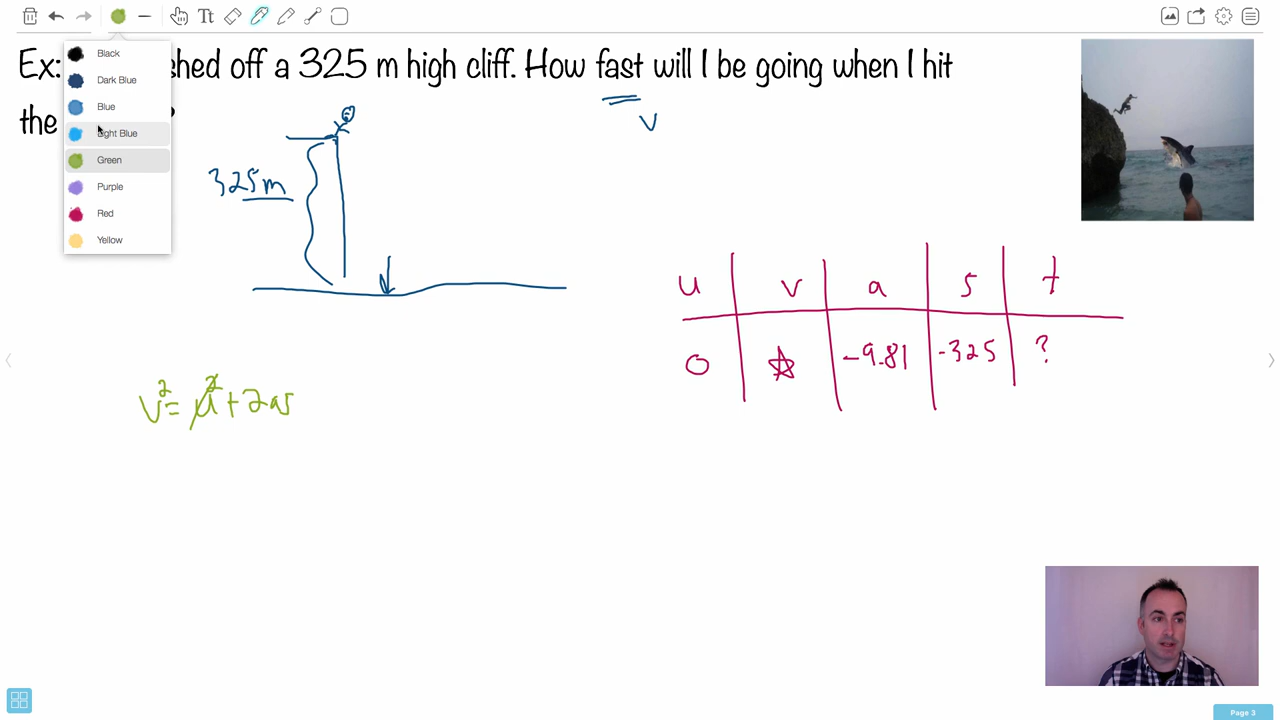 Tt
Black
Dark Blue
Blue
Light Blue
Green
Purple
Red
Yellow
Ex: shed off a 325 m high cliff. How fast will I be going when I hit
the ?
v
325m
u v a s t
0 -9.81 -325 ?
v²= u²+2as
Page 3